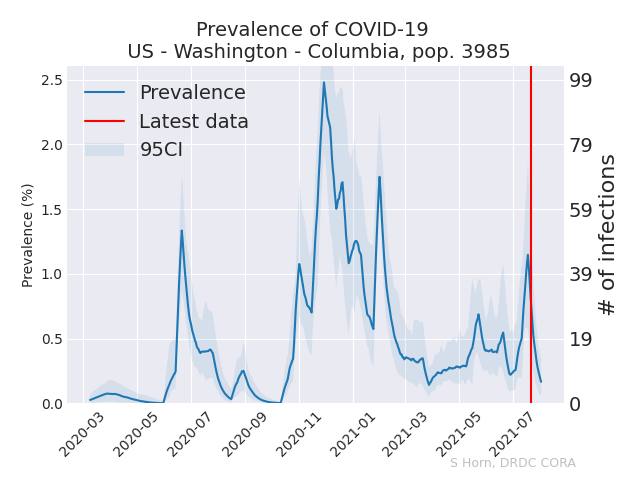 Prevalence of COVID-19
US - Washington - Columbia, pop. 3985
Prevalence
Latest data
95CI
Prevalence (%)
2.5
2.0
1.5
1.0
0.5
0.0
99
79
59
39
19
0
# of infections
2020-03
2020-05
2020-07
2020-09
2020-11
2021-01
2021-03
2021-05
2021-07
S Horn, DRDC CORA